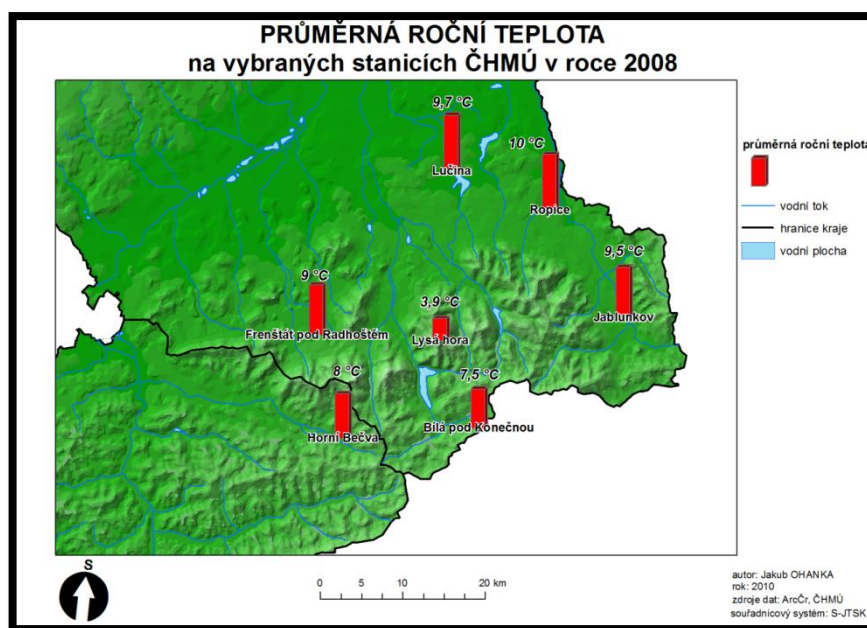 PRŮMĚRNÁ ROČNÍ TEPLOTA
na vybraných stanicích ČHMÚ v roce 2008
9,7 °C
Lučina
10 °C
Ropice
9,5 °C
Jablunkov
9 °C
Frenštát pod Radhoštěm
3,9 °C
Lysá hora
8 °C
Horní Bečva
7,5 °C
Bílá pod Konečnou
průměrná roční teplota
vodní tok
hranice kraje
vodní plocha
S
0 5 10 20 km
autor: Jakub OHANKA
rok: 2010
zdroje dat: ArcČr, ČHMÚ
souřadnicový systém: S-JTSK